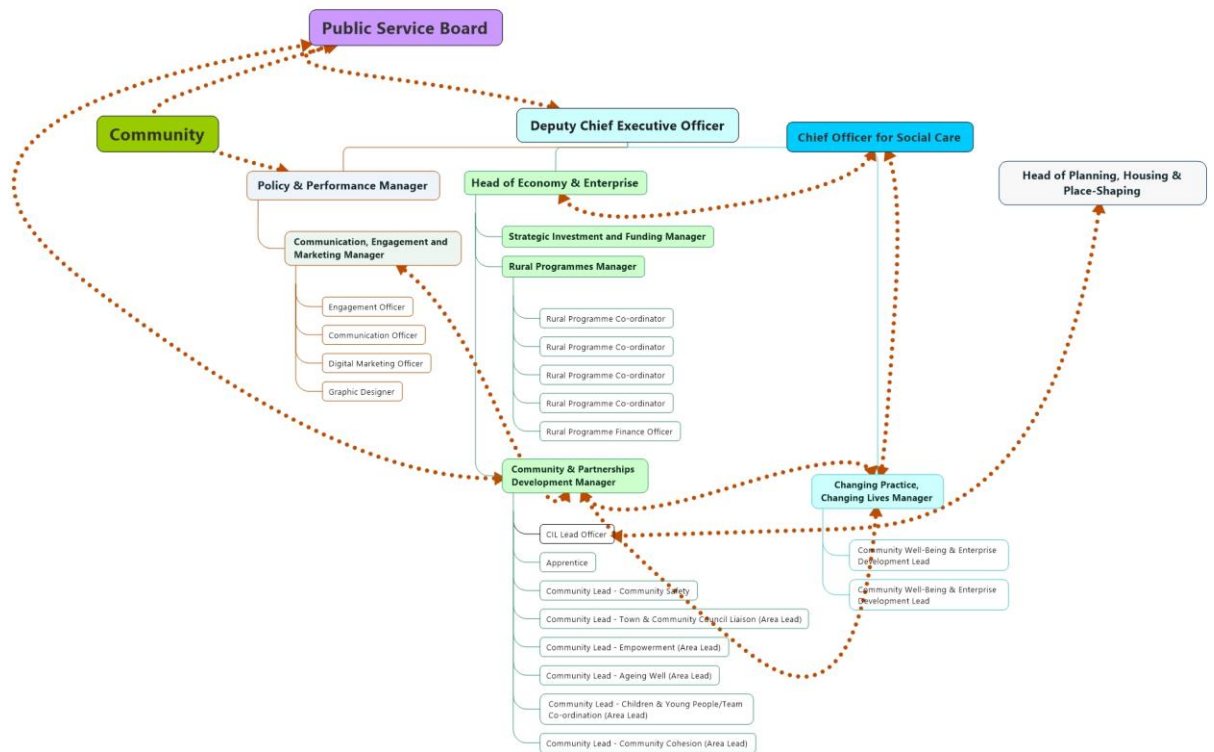 Public Service Board
Community
Deputy Chief Executive Officer
Chief Officer for Social Care
Policy & Performance Manager
Head of Economy & Enterprise
Head of Planning, Housing &
Place-Shaping
Communication, Engagement and
Marketing Manager
Engagement Officer
Communication Officer
Digital Marketing Officer
Graphic Designer
Strategic Investment and Funding Manager
Rural Programmes Manager
Rural Programme Co-ordinator
Rural Programme Co-ordinator
Rural Programme Co-ordinator
Rural Programme Co-ordinator
Rural Programme Finance Officer
Community & Partnerships
Development Manager
CIL Lead Officer
Apprentice
Community Lead - Community Safety
Community Lead - Town & Community Council Liaison (Area Lead)
Community Lead - Empowerment (Area Lead)
Community Lead - Ageing Well (Area Lead)
Community Lead - Children & Young People/Team
Co-ordination (Area Lead)
Community Lead - Community Cohesion (Area Lead)
Changing Practice,
Changing Lives Manager
Community Well-Being & Enterprise
Development Lead
Community Well-Being & Enterprise
Development Lead